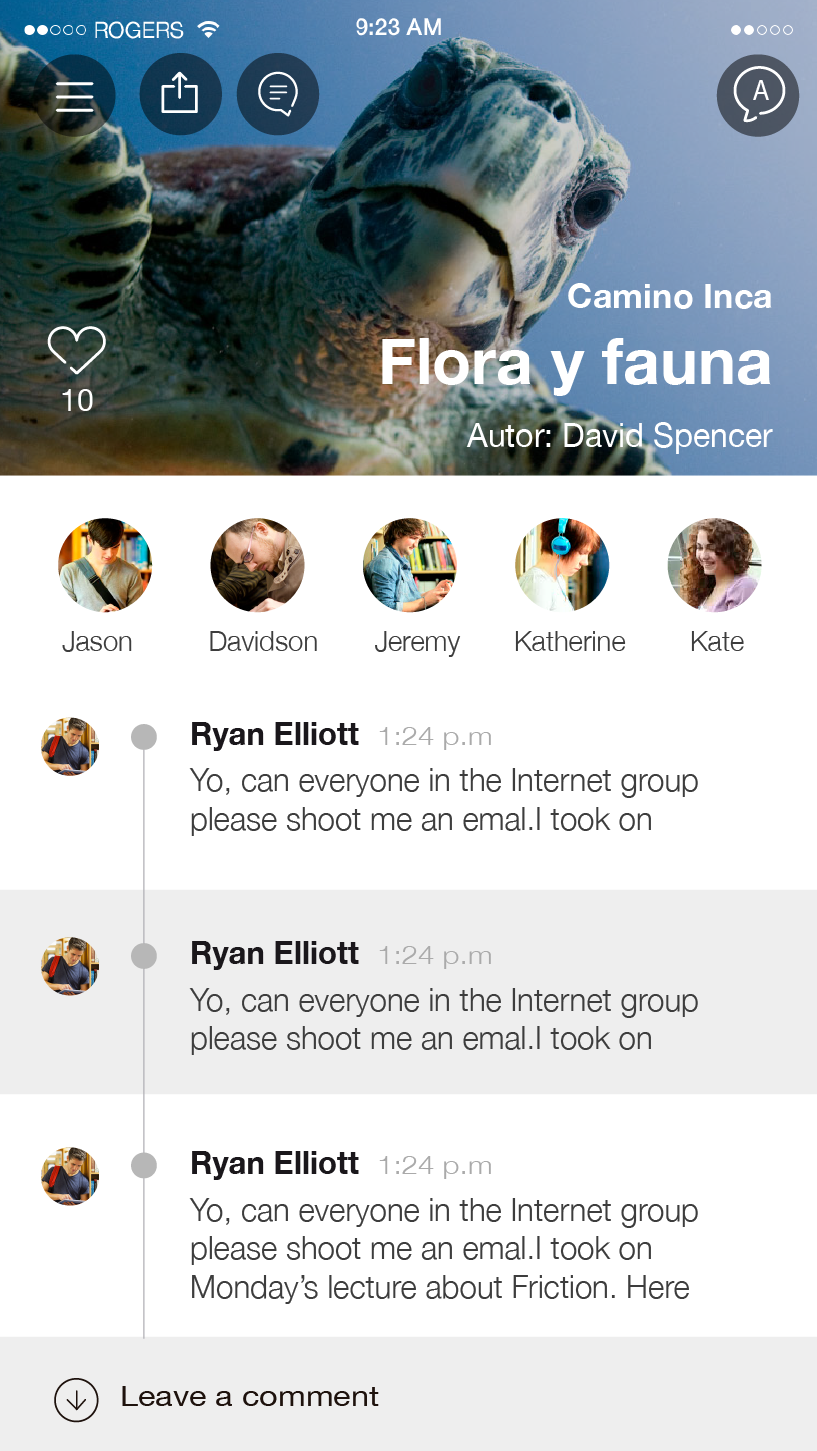 ROGERS 9:23 AM
A
Camino Inca
Flora y fauna
10
Autor: David Spencer
Jason Davidson Jeremy Katherine Kate
Ryan Elliott 1:24 p.m
Yo, can everyone in the Internet group
please shoot me an emal.I took on
Ryan Elliott 1:24 p.m
Yo, can everyone in the Internet group
please shoot me an emal.I took on
Ryan Elliott 1:24 p.m
Yo, can everyone in the Internet group
please shoot me an emal.I took on
Monday’s lecture about Friction. Here
Leave a comment